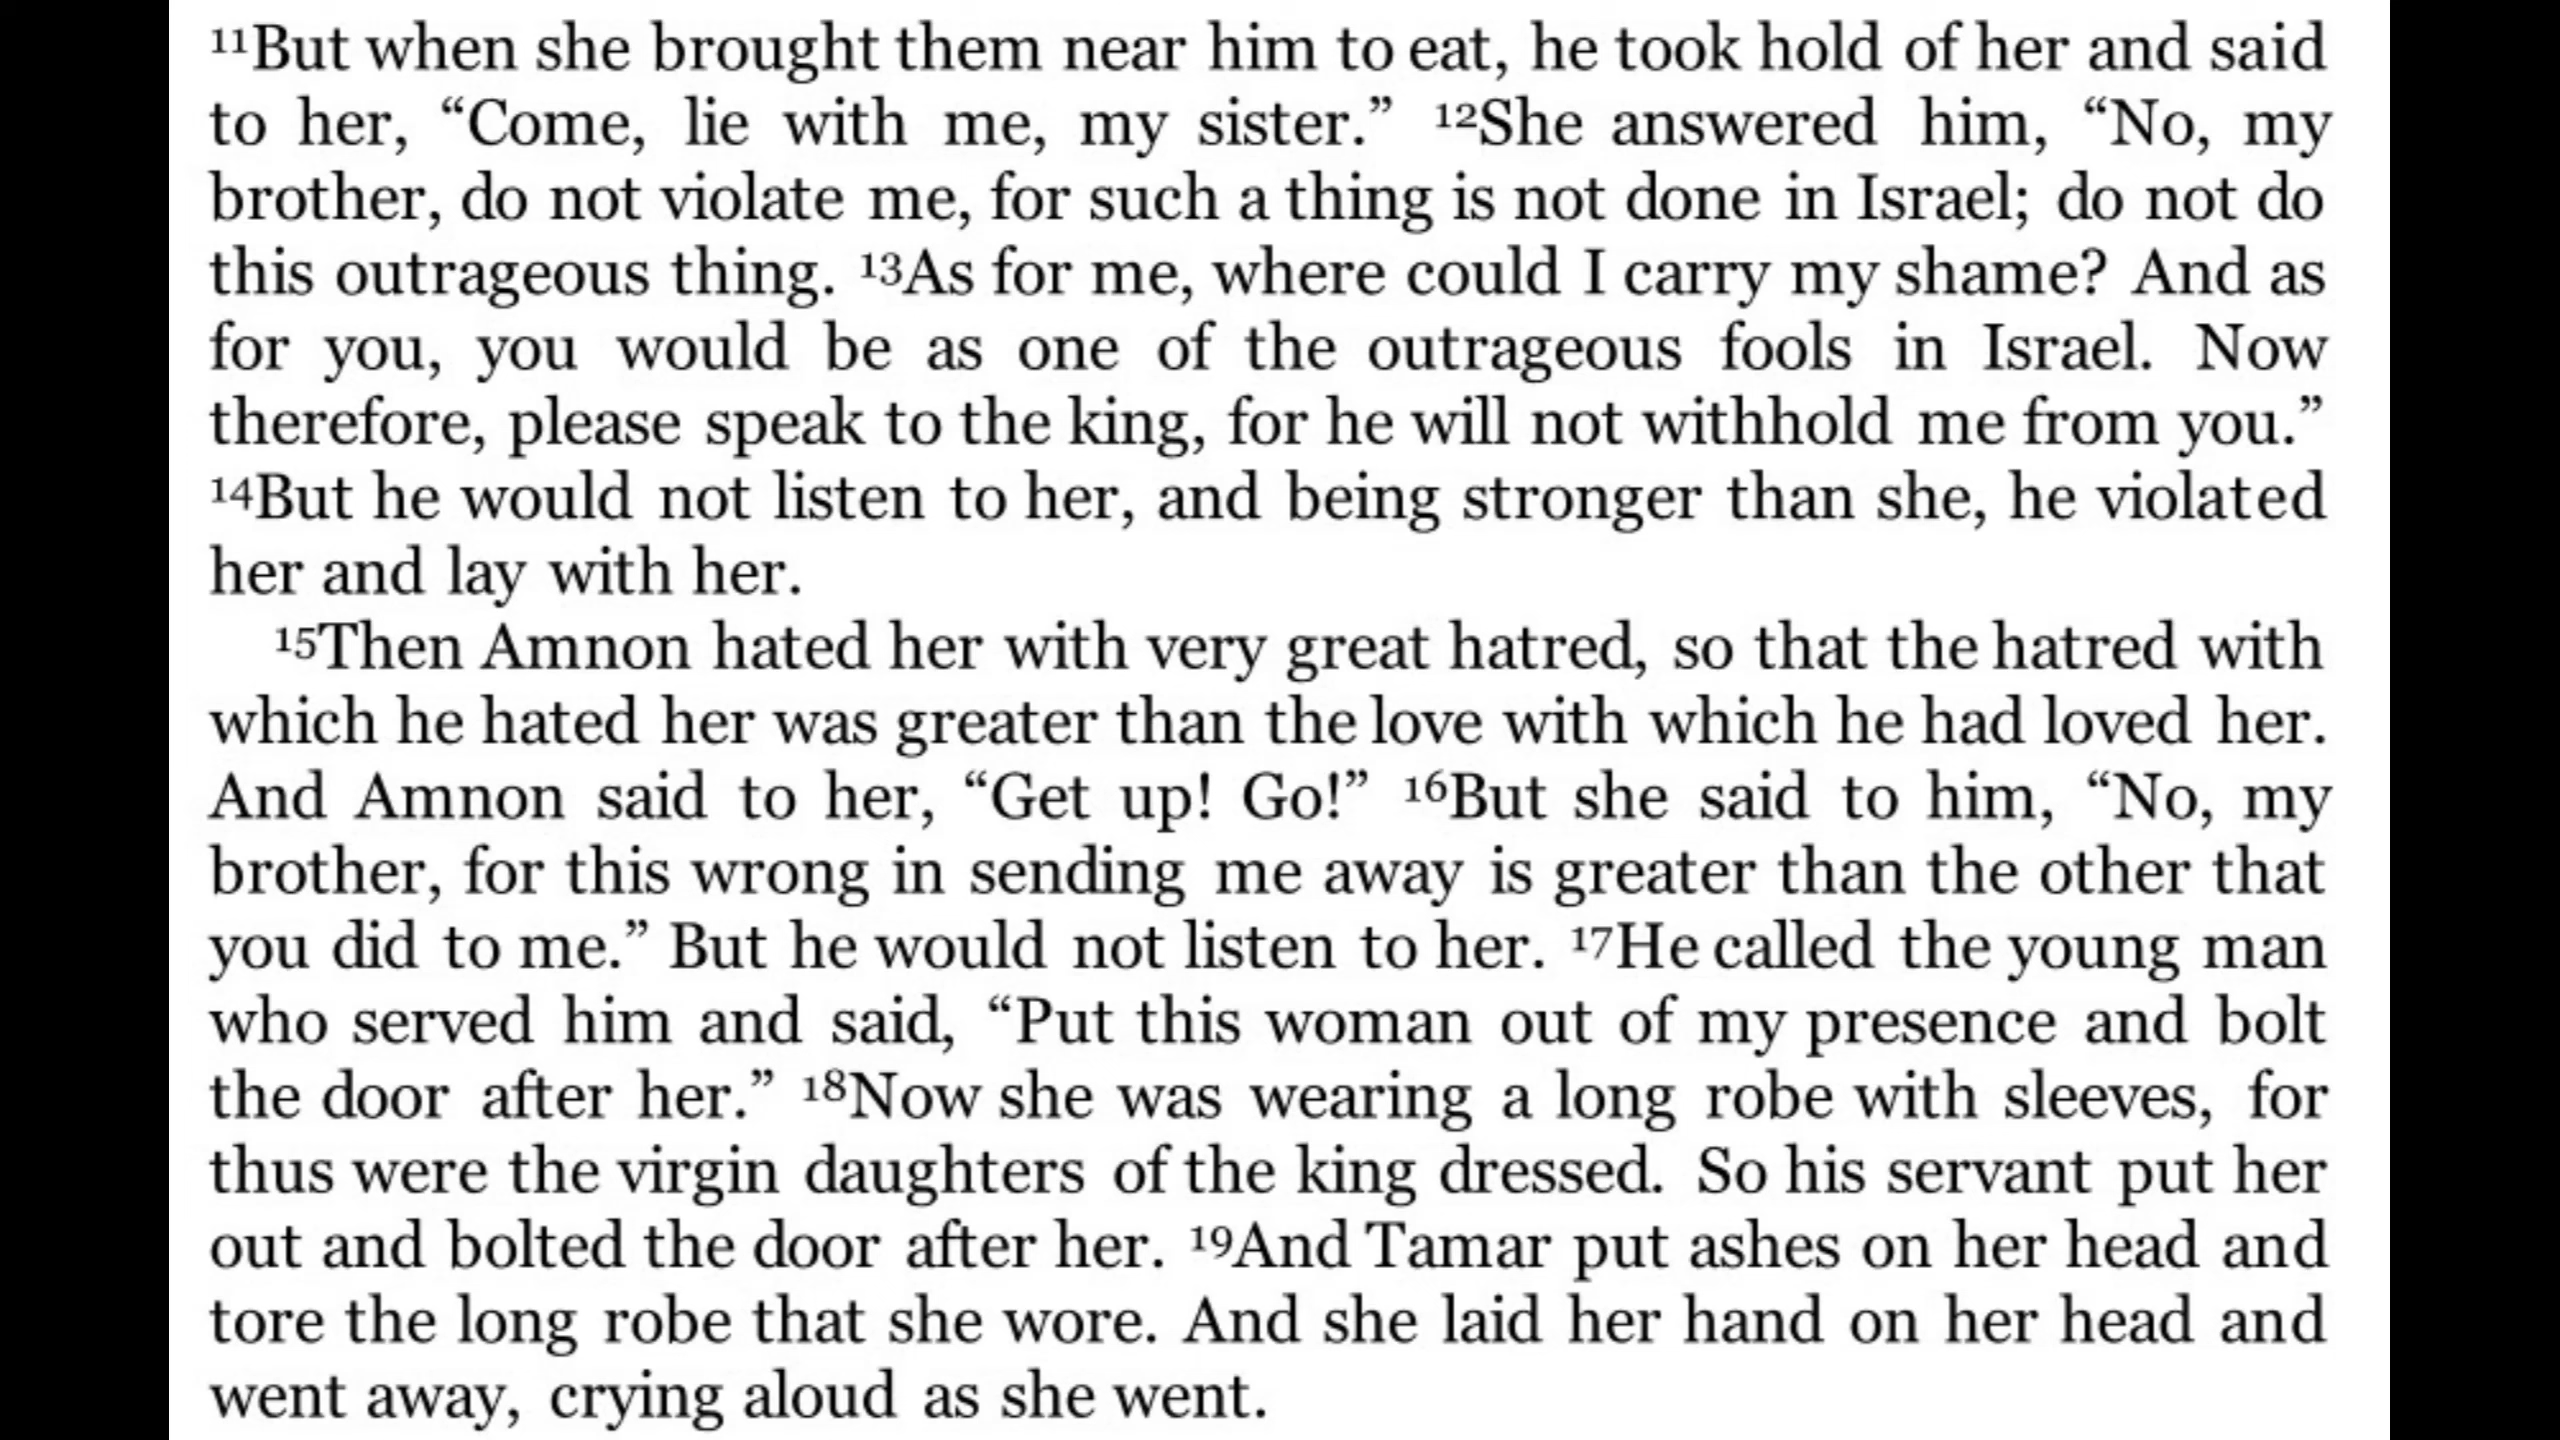 11But when she brought them near him to eat, he took hold of her and said
to her, “Come, lie with me, my sister.” 12She answered him, “No, my
brother, do not violate me, for such a thing is not done in Israel; do not do
this outrageous thing. 13As for me, where could I carry my shame? And as
for you, you would be as one of the outrageous fools in Israel. Now
therefore, please speak to the king, for he will not withhold me from you.”
14But he would not listen to her, and being stronger than she, he violated
her and lay with her.
15Then Amnon hated her with very great hatred, so that the hatred with
which he hated her was greater than the love with which he had loved her.
And Amnon said to her, “Get up! Go!” 16But she said to him, “No, my
brother, for this wrong in sending me away is greater than the other that
you did to me.” But he would not listen to her. 17He called the young man
who served him and said, “Put this woman out of my presence and bolt
the door after her.” 18Now she was wearing a long robe with sleeves, for
thus were the virgin daughters of the king dressed. So his servant put her
out and bolted the door after her. 19And Tamar put ashes on her head and
tore the long robe that she wore. And she laid her hand on her head and
went away, crying aloud as she went.